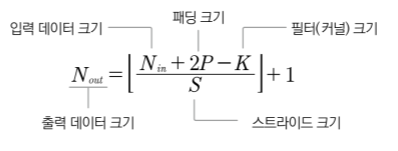 패딩 크기
입력 데이터 크기
필터(커널) 크기
N_out = ⌊(N_in + 2P − K) / S⌋ + 1
출력 데이터 크기
스트라이드 크기